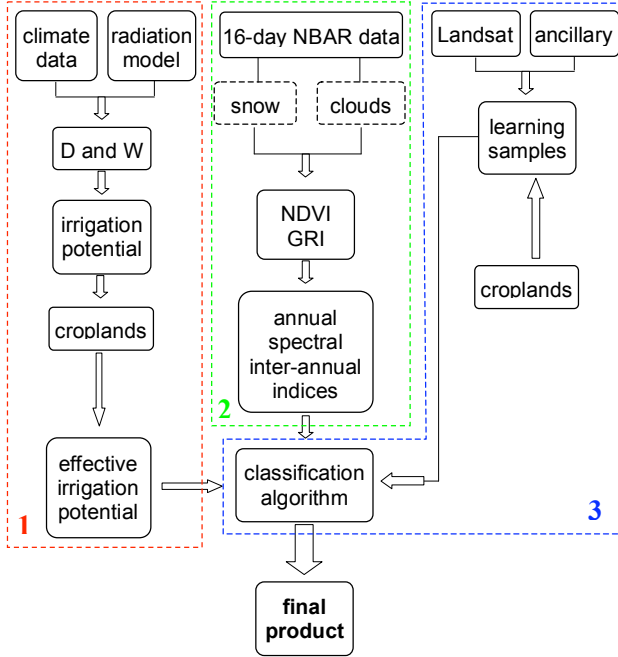 climate
data
radiation
model
D and W
irrigation
potential
croplands
effective
irrigation
potential
1
16-day NBAR data
snow
clouds
NDVI
GRI
annual
spectral
inter-annual
indices
2
Landsat
ancillary
learning
samples
croplands
classification
algorithm
3
final
product